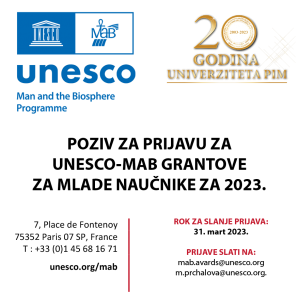 MAB
unesco
Man and the Biosphere
Programme
20
GODINA
UNIVERZITETA PIM
POZIV ZA PRIJAVU ZA
UNESCO-MAB GRANTOVE
ZA MLADE NAUČNIKE ZA 2023.
7, Place de Fontenoy
75352 Paris 07 SP, France
T : +33 (0)1 45 68 16 71
unesco.org/mab
ROK ZA SLANJE PRIJAVA:
31. mart 2023.
PRIJAVE SLATI NA:
mab.avards@unesco.org
m.prchalova@unesco.org.